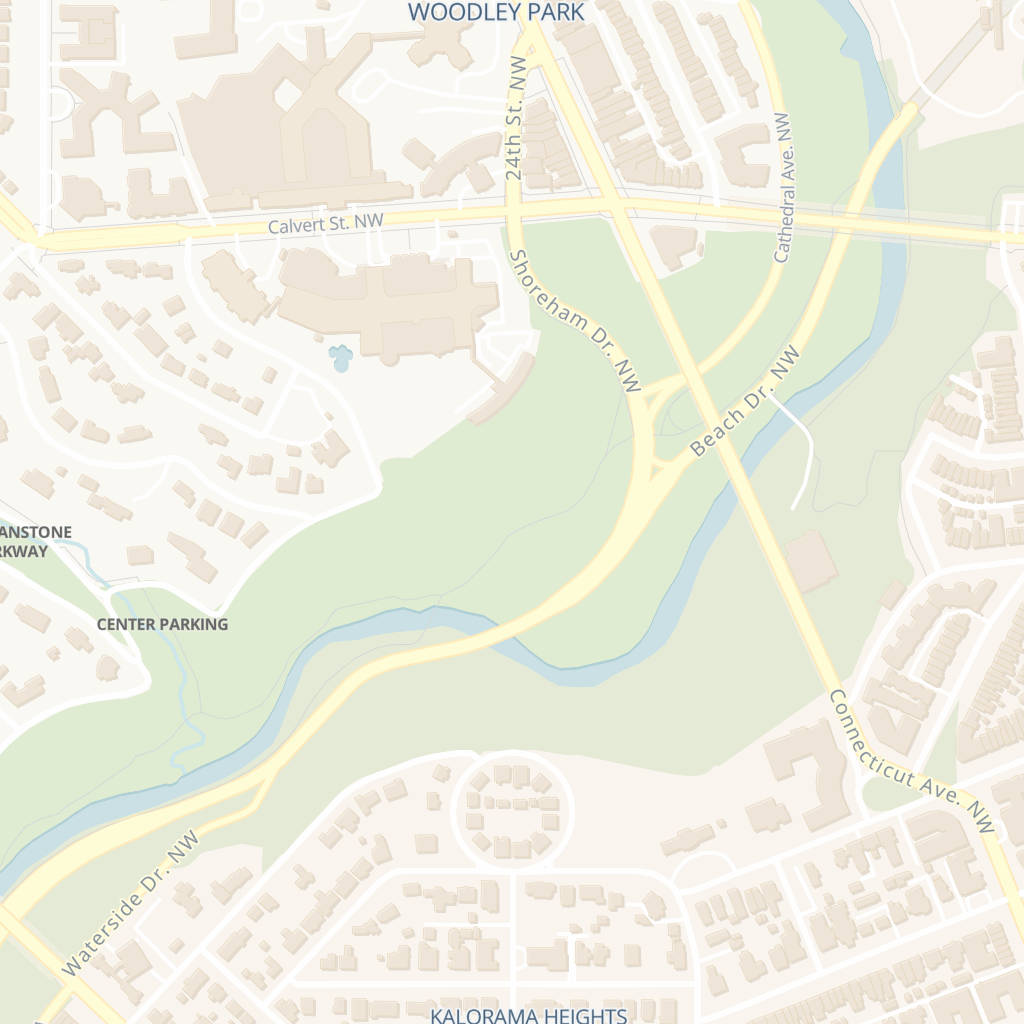 WOODLEY PARK
24th St. NW
Cathedral Ave. NW
Calvert St. NW
Shoreham Dr. NW
Beach Dr. NW
ANSTONE
RKWAY
CENTER PARKING
Connecticut Ave. NW
Waterside Dr. NW
KALORAMA HEIGHTS